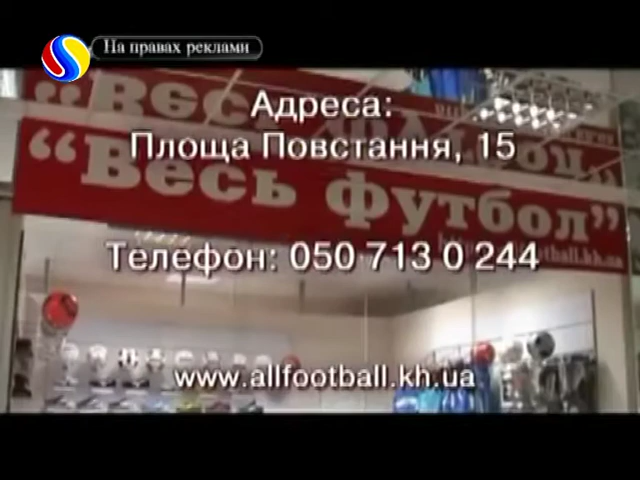 На правах реклами
Адреса:
Площа Повстання, 15
“Весь футбол”
Телефон: 050 713 0 244
www.allfootball.kh.ua